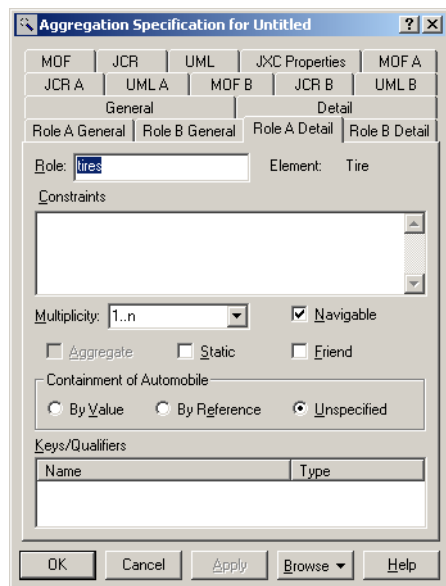 Aggregation Specification for Untitled
MOF JCR UML JXC Properties MOF A
JCR A UML A MOF B JCR B UML B
General Detail
Role A General Role B General Role A Detail Role B Detail
Role: tires Element: Tire
Constraints
Multiplicity: 1..n Navigable
Aggregate Static Friend
Containment of Automobile
By Value By Reference Unspecified
Keys/Qualifiers
Name Type
OK Cancel Apply Browse Help